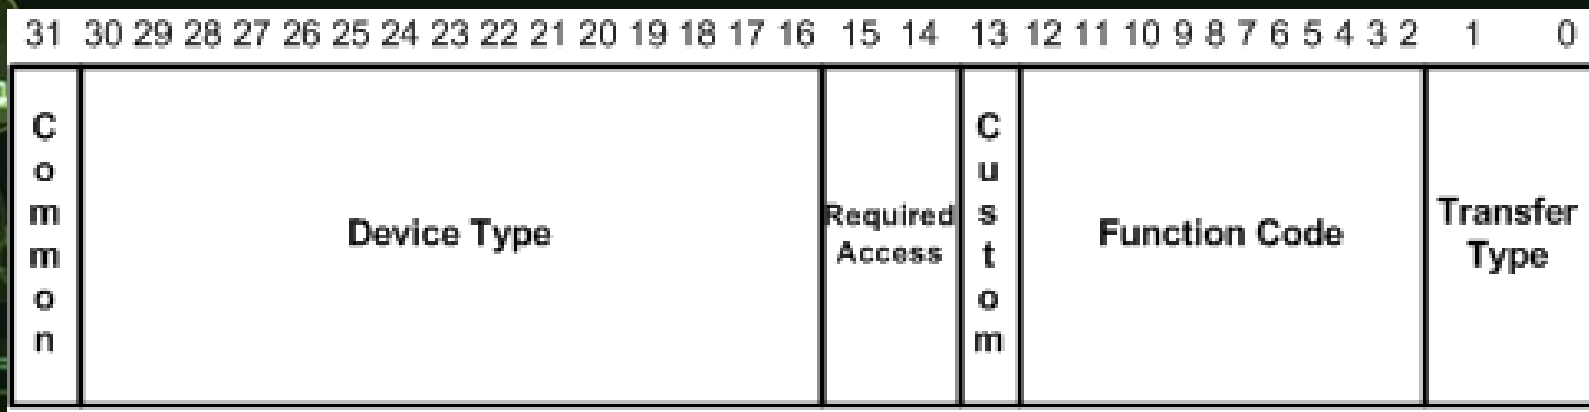 31 30 29 28 27 26 25 24 23 22 21 20 19 18 17 16 15 14 13 12 11 10 9 8 7 6 5 4 3 2 1 0
Common
Device Type
Required
Access
Custom
Function Code
Transfer
Type